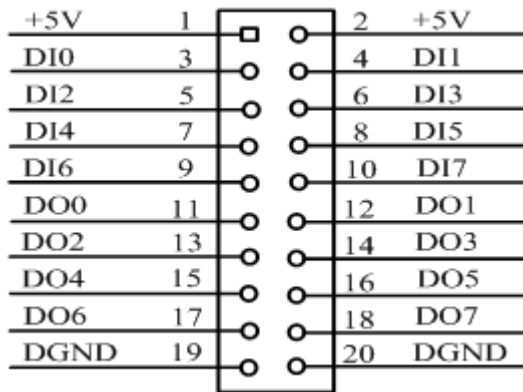 +5V 1 2 +5V
DI0 3 4 DI1
DI2 5 6 DI3
DI4 7 8 DI5
DI6 9 10 DI7
DO0 11 12 DO1
DO2 13 14 DO3
DO4 15 16 DO5
DO6 17 18 DO7
DGND 19 20 DGND